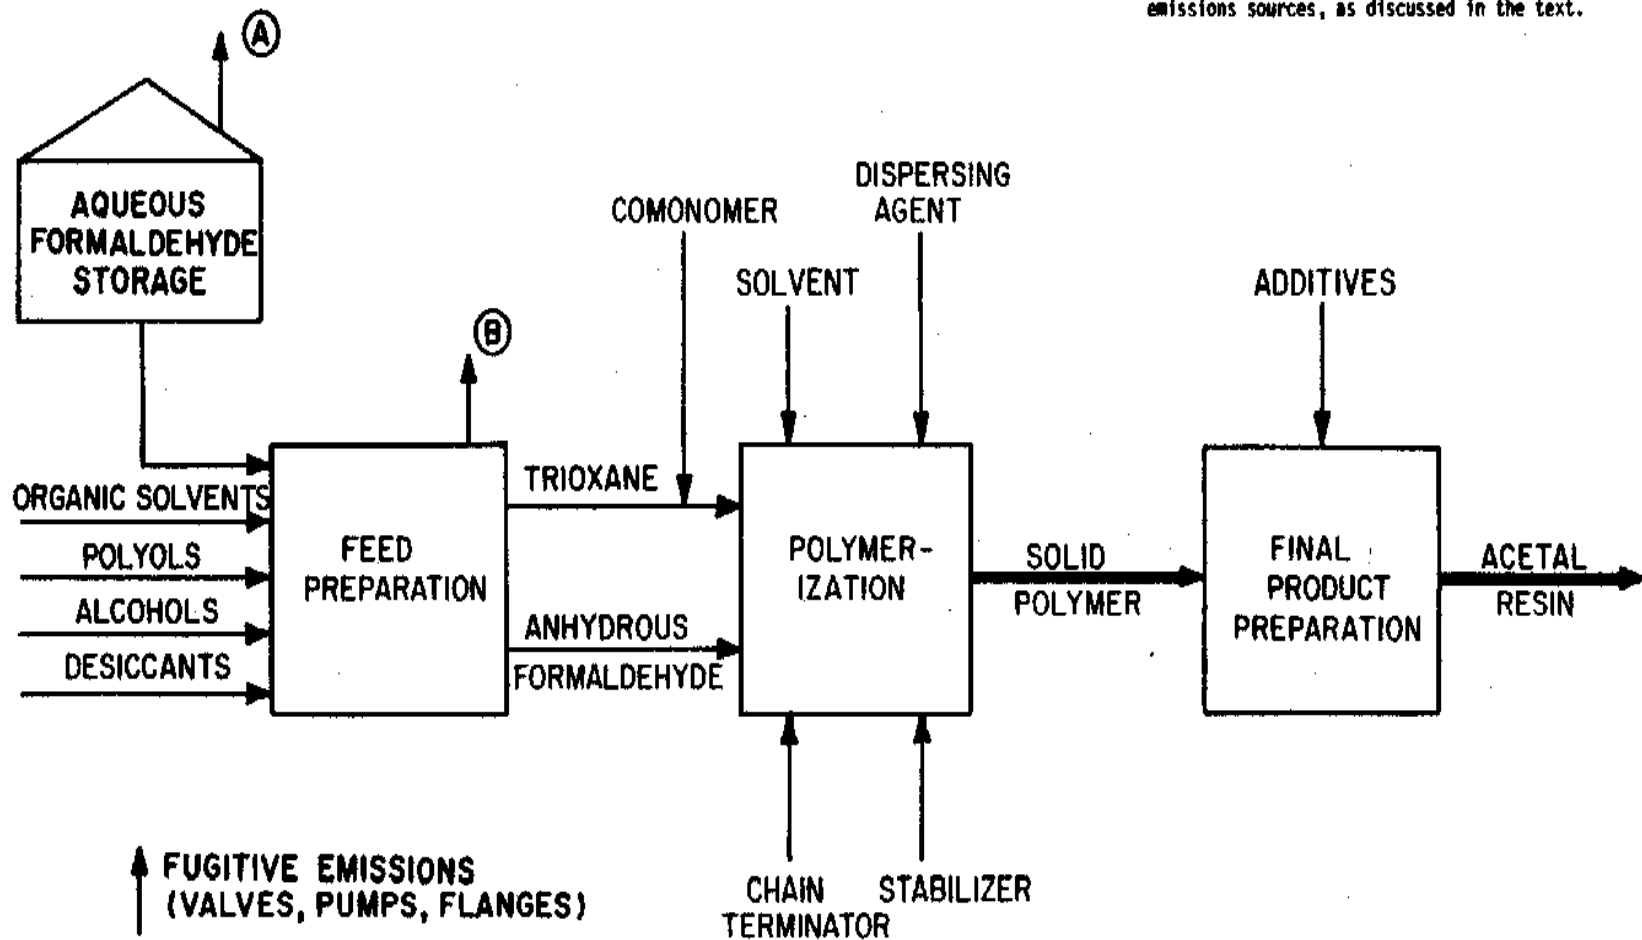 emissions sources, as discussed in the text.
A
AQUEOUS
FORMALDEHYDE
STORAGE
COMONOMER
DISPERSING
AGENT
SOLVENT
ADDITIVES
B
ORGANIC SOLVENTS
POLYOLS
ALCOHOLS
DESICCANTS
FEED
PREPARATION
TRIOXANE
ANHYDROUS
FORMALDEHYDE
POLYMER-
IZATION
SOLID
POLYMER
FINAL
PRODUCT
PREPARATION
ACETAL
RESIN
FUGITIVE EMISSIONS
(VALVES, PUMPS, FLANGES)
CHAIN
TERMINATOR
STABILIZER